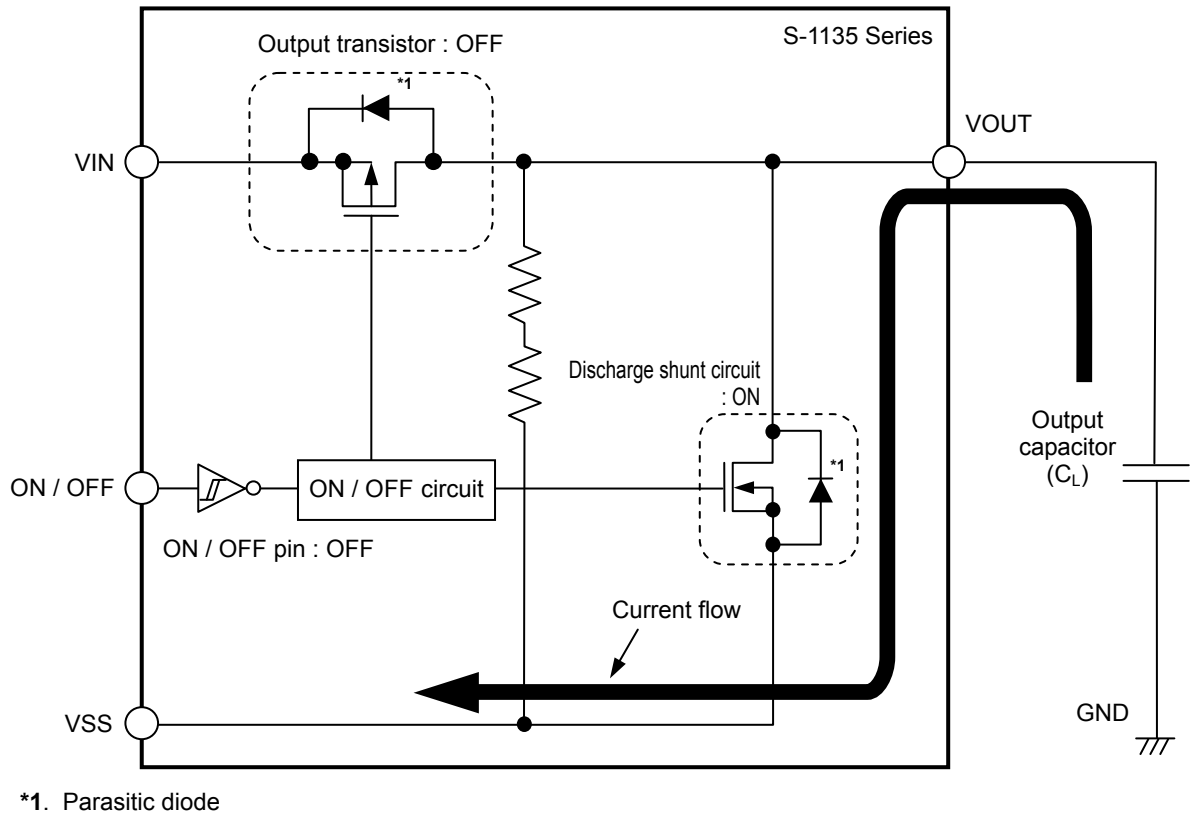 S-1135 Series
Output transistor : OFF
*1
VOUT
VIN
Discharge shunt circuit
: ON
*1
Output
capacitor
(CL)
ON / OFF
ON / OFF circuit
ON / OFF pin : OFF
Current flow
VSS
GND
*1. Parasitic diode